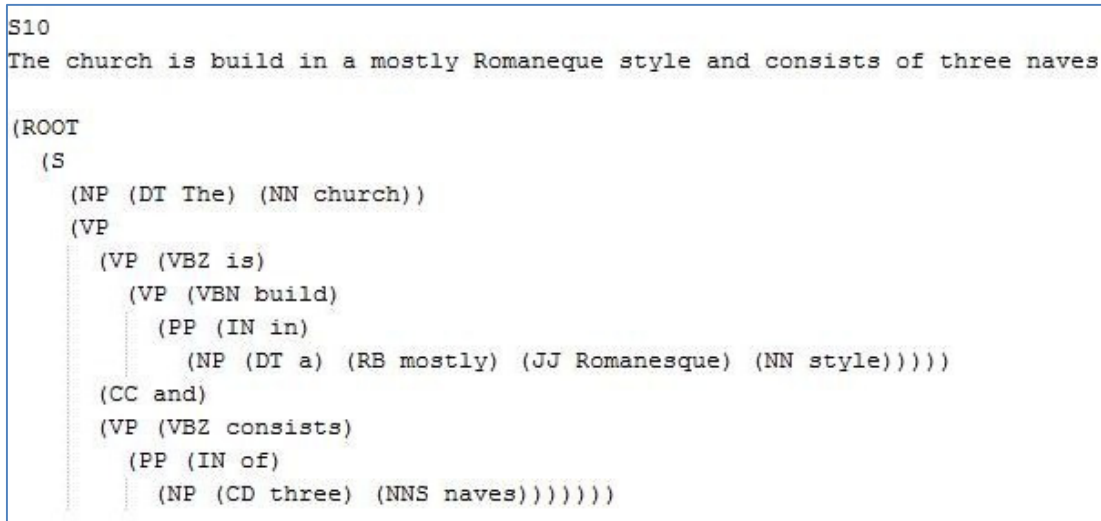 S10
The church is build in a mostly Romaneque style and consists of three naves
(ROOT
(S
(NP (DT The) (NN church))
(VP
(VP (VBZ is)
(VP (VBN build)
(PP (IN in)
(NP (DT a) (RB mostly) (JJ Romanesque) (NN style)))))
(CC and)
(VP (VBZ consists)
(PP (IN of)
(NP (CD three) (NNS naves)))))))